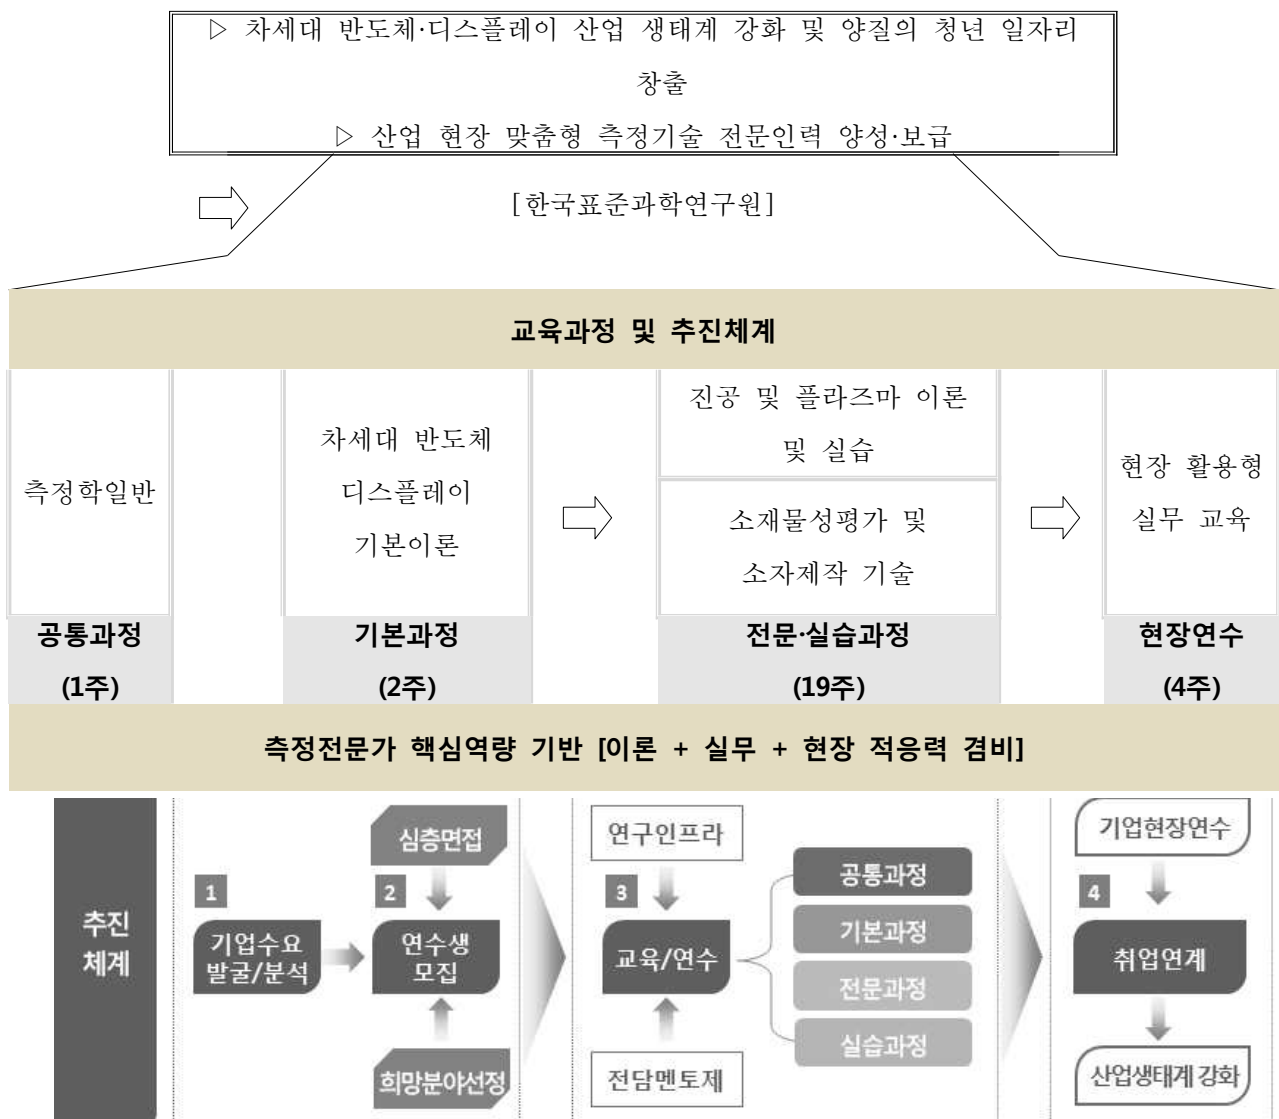 ▷ 차세대 반도체·디스플레이 산업 생태계 강화 및 양질의 청년 일자리
창출
▷ 산업 현장 맞춤형 측정기술 전문인력 양성·보급
[한국표준과학연구원]
교육과정 및 추진체계
측정학일반
차세대 반도체
디스플레이
기본이론
진공 및 플라즈마 이론
및 실습
소재물성평가 및
소자제작 기술
현장 활용형
실무 교육
공통과정
(1주)
기본과정
(2주)
전문·실습과정
(19주)
현장연수
(4주)
측정전문가 핵심역량 기반 [이론 + 실무 + 현장 적응력 겸비]
추진
체계
1
기업수요
발굴/분석
심층면접
2
연수생
모집
희망분야선정
연구인프라
3
교육/연수
전담멘토제
공통과정
기본과정
전문과정
실습과정
기업현장연수
4
취업연계
산업생태계 강화